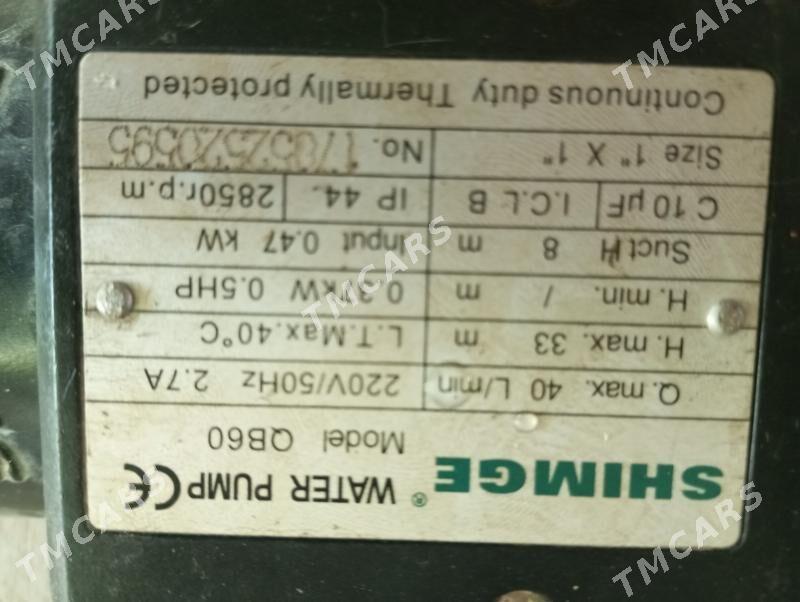 SHIMGE® WATER PUMP CE
Model QB60
Q. max. 40 L/min 220V/50Hz 2.7A
H. max. 33 m L.T.Max.40°C
H. min. / m 0.37kW 0.5HP
Suct H 8 m Input 0.47 kW
C 10 µF I.C.L B IP 44. 2850r.p.m
Size 1" X 1" No.
Continuous duty Thermally protected
TMCARS
TMCARS
TMCARS
TMCARS
TMCARS
TMCARS
TMCARS